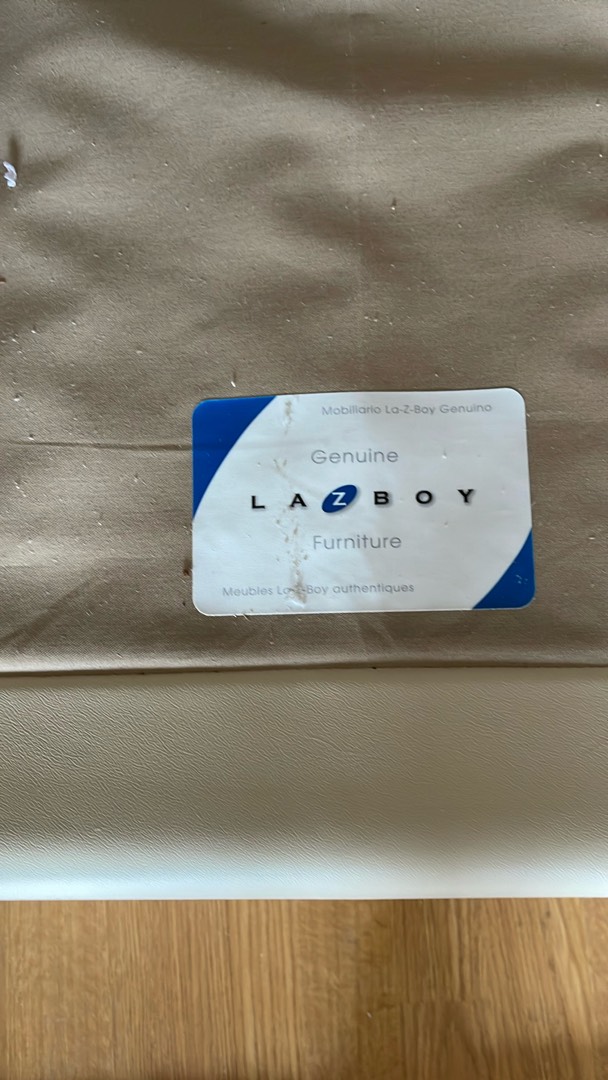 Mobiliario La-Z-Boy Genuino
Genuine
LAZBOY
Furniture
Meubles La-Z-Boy authentiques